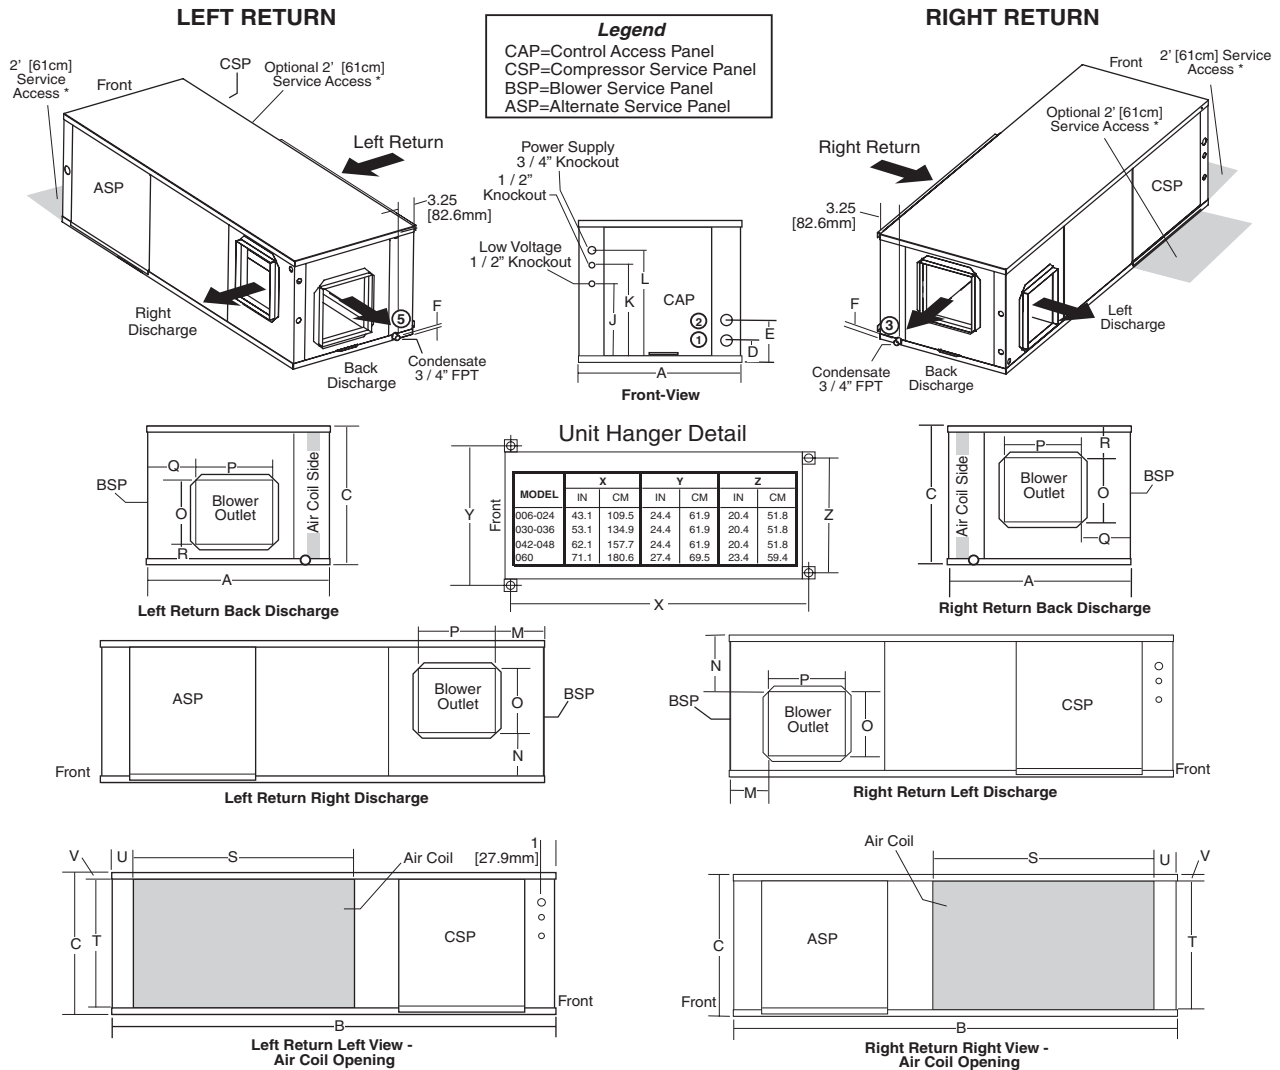 LEFT RETURN
RIGHT RETURN
Legend
CAP=Control Access Panel
CSP=Compressor Service Panel
BSP=Blower Service Panel
ASP=Alternate Service Panel
2’ [61cm]
Service
Access *
Front
CSP
Optional 2’ [61cm]
Service Access *
Left Return
3.25
[82.6mm]
ASP
Right
Discharge
5
F
Back
Discharge
Condensate
3 / 4” FPT
Power Supply
3 / 4” Knockout
1 / 2”
Knockout
Low Voltage
1 / 2” Knockout
L
K
J
CAP
2
1
E
D
A
Front-View
2’ [61cm] Service
Access *
Front
Optional 2’ [61cm]
Service Access *
Right Return
3.25
[82.6mm]
CSP
F
3
Left
Discharge
Condensate
3 / 4” FPT
Back
Discharge
Q
P
BSP
Blower
Outlet
O
R
Air Coil Side
C
A
Left Return Back Discharge
Unit Hanger Detail
Y
Front
MODEL X Y Z
IN CM IN CM IN CM
006-024 43.1 109.5 24.4 61.9 20.4 51.8
030-036 53.1 134.9 24.4 61.9 20.4 51.8
042-048 62.1 157.7 24.4 61.9 20.4 51.8
060 71.1 180.6 27.4 69.5 23.4 59.4
Z
X
C
Air Coil Side
P
R
Blower
Outlet
O
BSP
Q
A
Right Return Back Discharge
P
M
ASP
Blower
Outlet
O
BSP
N
Front
Left Return Right Discharge
N
P
BSP
Blower
Outlet
O
CSP
M
Front
Right Return Left Discharge
V
U
S
Air Coil
1
[27.9mm]
C
T
CSP
Front
B
Left Return Left View -
Air Coil Opening
Air Coil
S
U
V
C
ASP
T
Front
B
Right Return Right View -
Air Coil Opening